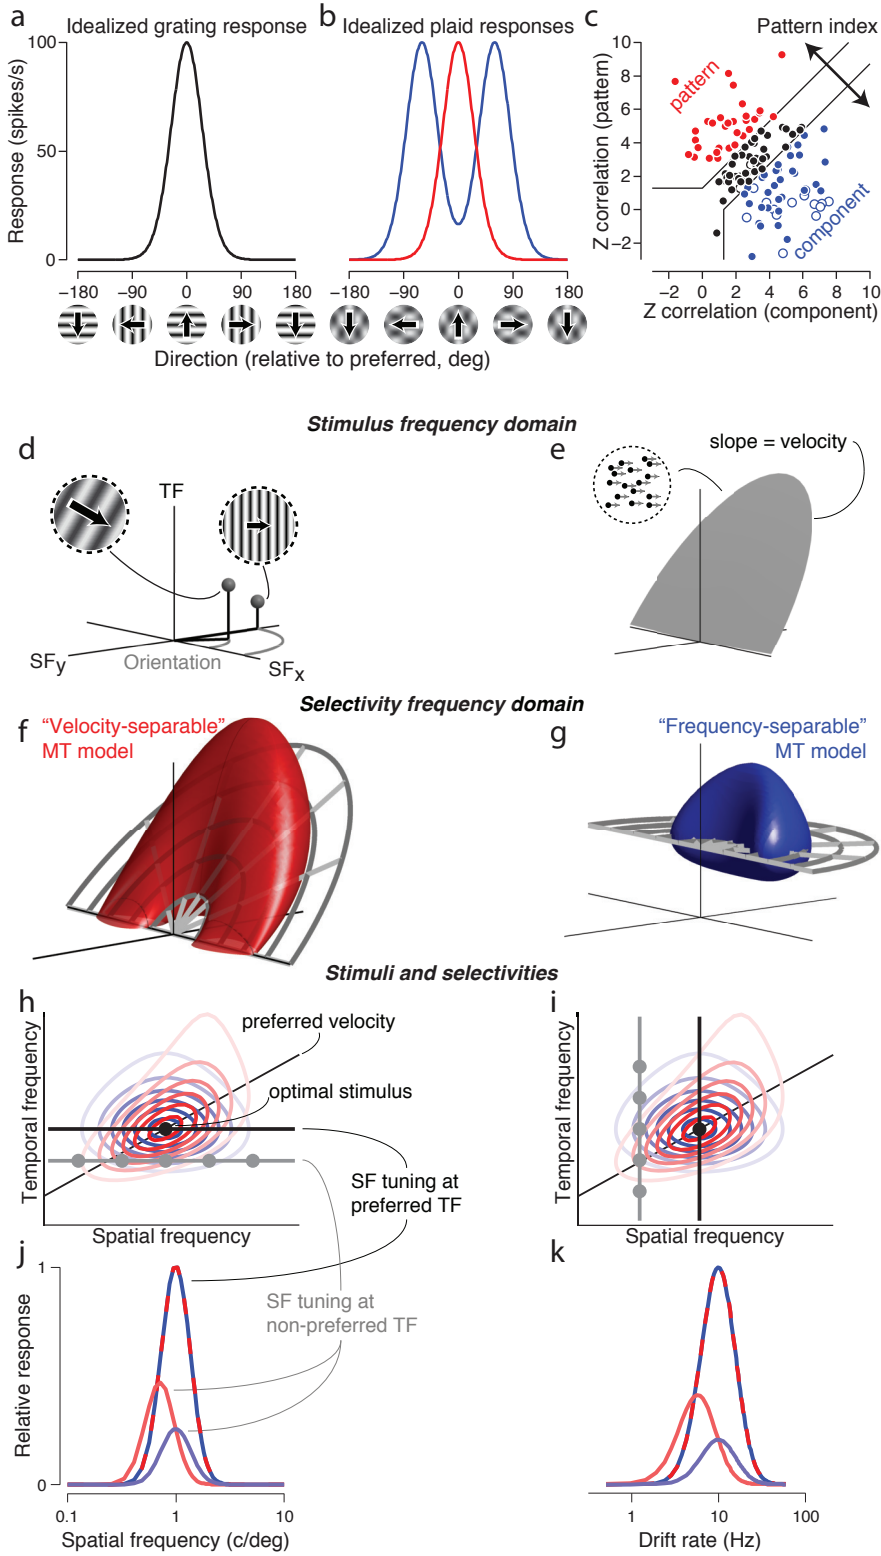 a
Idealized grating response
100
50
0
Response (spikes/s)
−180
−90
0
90
180
b
Idealized plaid responses
−180
−90
0
90
180
Direction (relative to preferred, deg)
c
Pattern index
10
8
6
4
2
0
−2
Z correlation (pattern)
pattern
component
−2
0
2
4
6
8
10
Z correlation (component)
Stimulus frequency domain
d
TF
SFy
Orientation
SFx
e
slope = velocity
Selectivity frequency domain
f
“Velocity-separable”
MT model
g
“Frequency-separable”
MT model
Stimuli and selectivities
h
preferred velocity
optimal stimulus
Temporal frequency
SF tuning at
preferred TF
Spatial frequency
i
Temporal frequency
Spatial frequency
j
1
0
Relative response
SF tuning at
non-preferred TF
0.1
1
10
Spatial frequency (c/deg)
k
1
10
100
Drift rate (Hz)